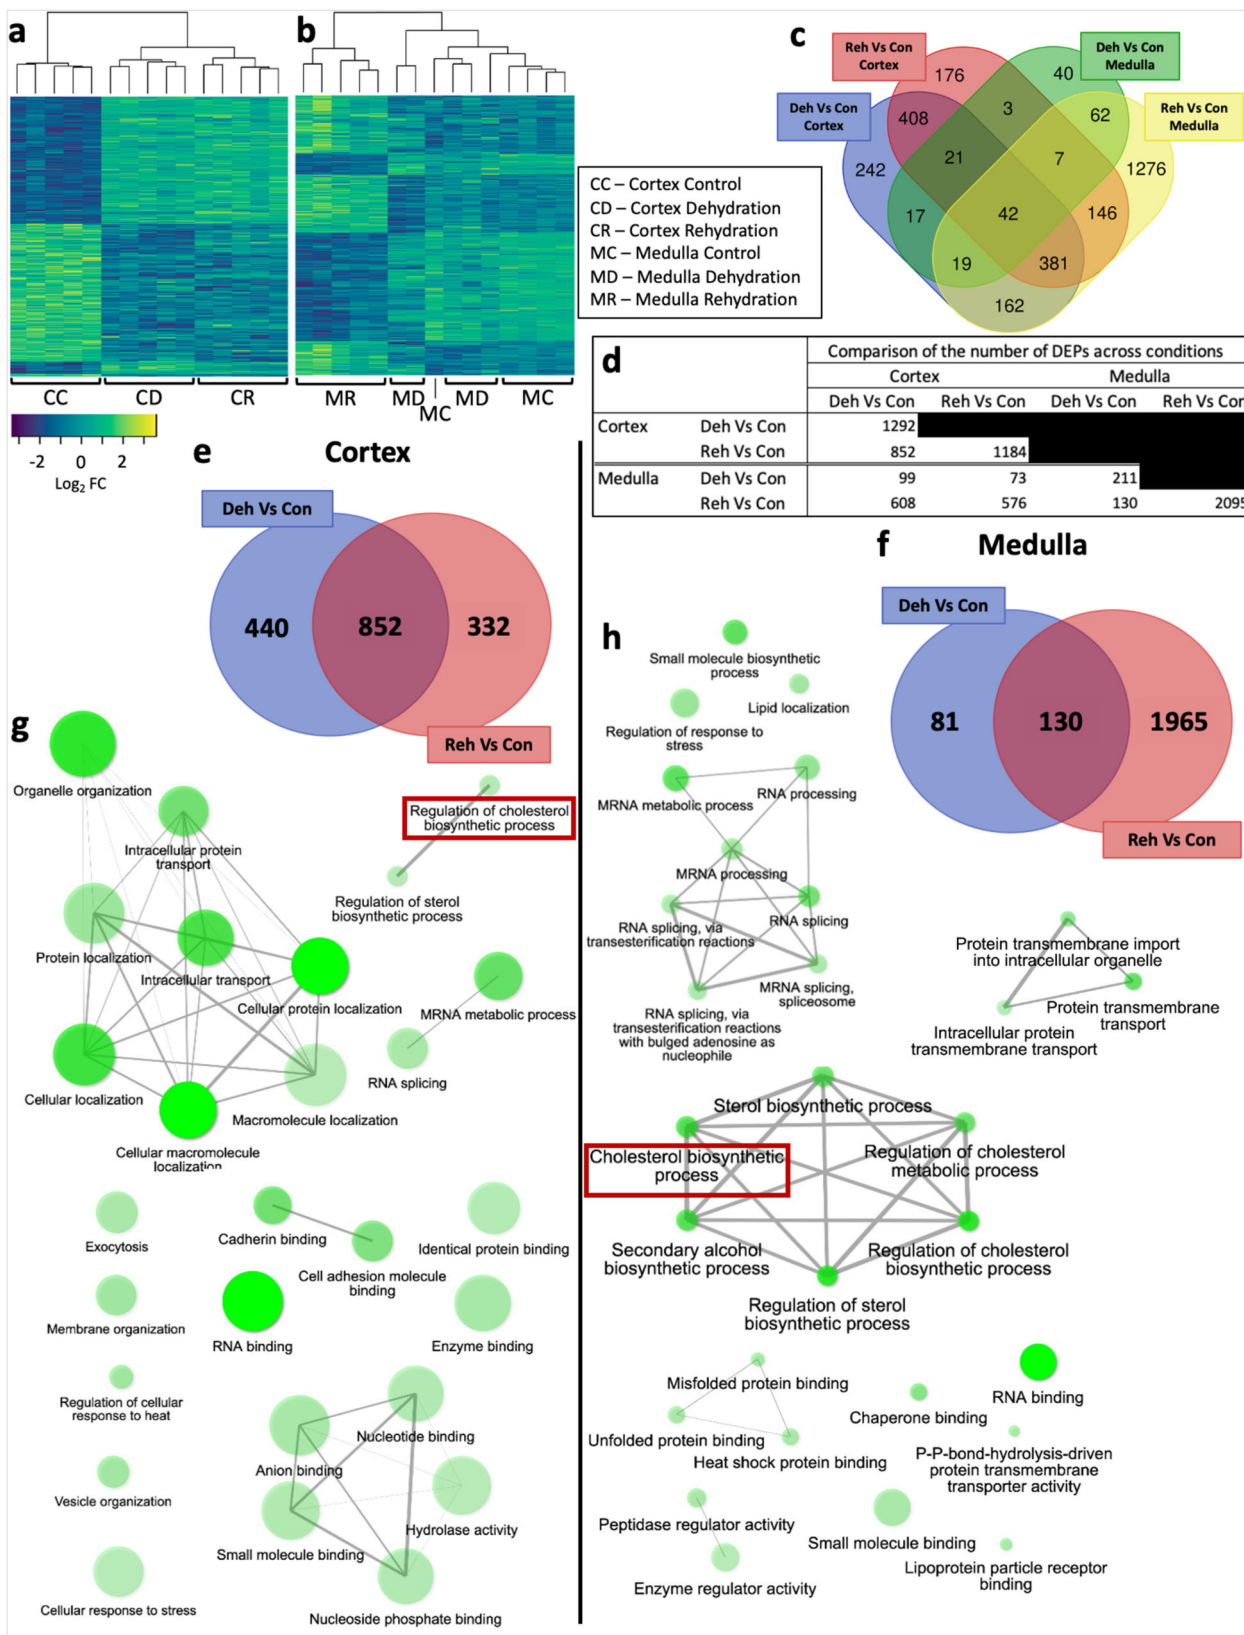 a
b
c
Reh Vs Con
Cortex
Deh Vs Con
Medulla
Deh Vs Con
Cortex
Reh Vs Con
Medulla
176
40
3
408
62
21
7
242
1276
17
42
146
19
381
162
CC – Cortex Control
CD – Cortex Dehydration
CR – Cortex Rehydration
MC – Medulla Control
MD – Medulla Dehydration
MR – Medulla Rehydration
CC
CD
CR
MR
MD
MC
MD
MC
-2 0 2
Log2 FC
d
Comparison of the number of DEPs across conditions
Cortex Medulla
Deh Vs Con Reh Vs Con Deh Vs Con Reh Vs Con
Cortex Deh Vs Con 1292
Reh Vs Con 852 1184
Medulla Deh Vs Con 99 73 211
Reh Vs Con 608 576 130 2095
e
Cortex
Deh Vs Con
440 852 332
Reh Vs Con
f
Medulla
Deh Vs Con
81 130 1965
Reh Vs Con
g
Organelle organization
Intracellular protein
transport
Protein localization
Intracellular transport
Cellular protein localization
Cellular localization
Macromolecule localization
Cellular macromolecule
localization
Regulation of cholesterol
biosynthetic process
Regulation of sterol
biosynthetic process
MRNA metabolic process
RNA splicing
Exocytosis
Cadherin binding
Cell adhesion molecule
binding
Identical protein binding
Membrane organization
RNA binding
Enzyme binding
Regulation of cellular
response to heat
Nucleotide binding
Anion binding
Vesicle organization
Hydrolase activity
Small molecule binding
Cellular response to stress
Nucleoside phosphate binding
h
Small molecule biosynthetic
process
Lipid localization
Regulation of response to
stress
MRNA metabolic process
RNA processing
MRNA processing
RNA splicing
RNA splicing, via
transesterification reactions
MRNA splicing,
spliceosome
RNA splicing, via
transesterification reactions
with bulged adenosine as
nucleophile
Protein transmembrane import
into intracellular organelle
Protein transmembrane
transport
Intracellular protein
transmembrane transport
Sterol biosynthetic process
Cholesterol biosynthetic
process
Regulation of cholesterol
metabolic process
Secondary alcohol
biosynthetic process
Regulation of cholesterol
biosynthetic process
Regulation of sterol
biosynthetic process
Misfolded protein binding
RNA binding
Chaperone binding
Unfolded protein binding
Heat shock protein binding
P-P-bond-hydrolysis-driven
protein transmembrane
transporter activity
Peptidase regulator activity
Small molecule binding
Lipoprotein particle receptor
binding
Enzyme regulator activity